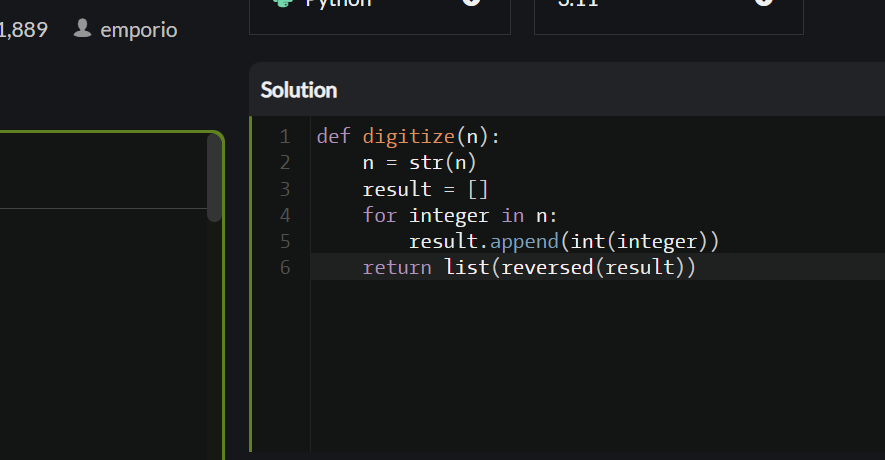 Python
3.11
1,889 emporio
Solution
1 def digitize(n):
2     n = str(n)
3     result = []
4     for integer in n:
5         result.append(int(integer))
6     return list(reversed(result))